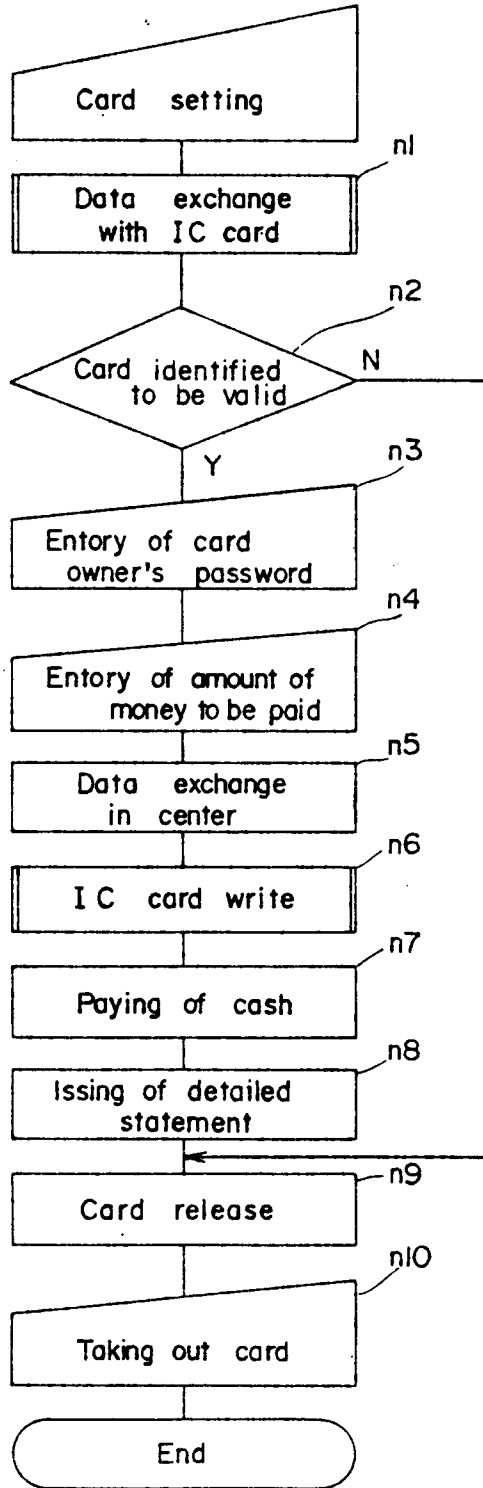 Card setting
n1
Data exchange
with IC card
n2
Card identified
to be valid
N
Y
n3
Entory of card
owner's password
n4
Entory of amount of
money to be paid
n5
Data exchange
in center
n6
IC card write
n7
Paying of cash
n8
Issing of detailed
statement
n9
Card release
n10
Taking out card
End